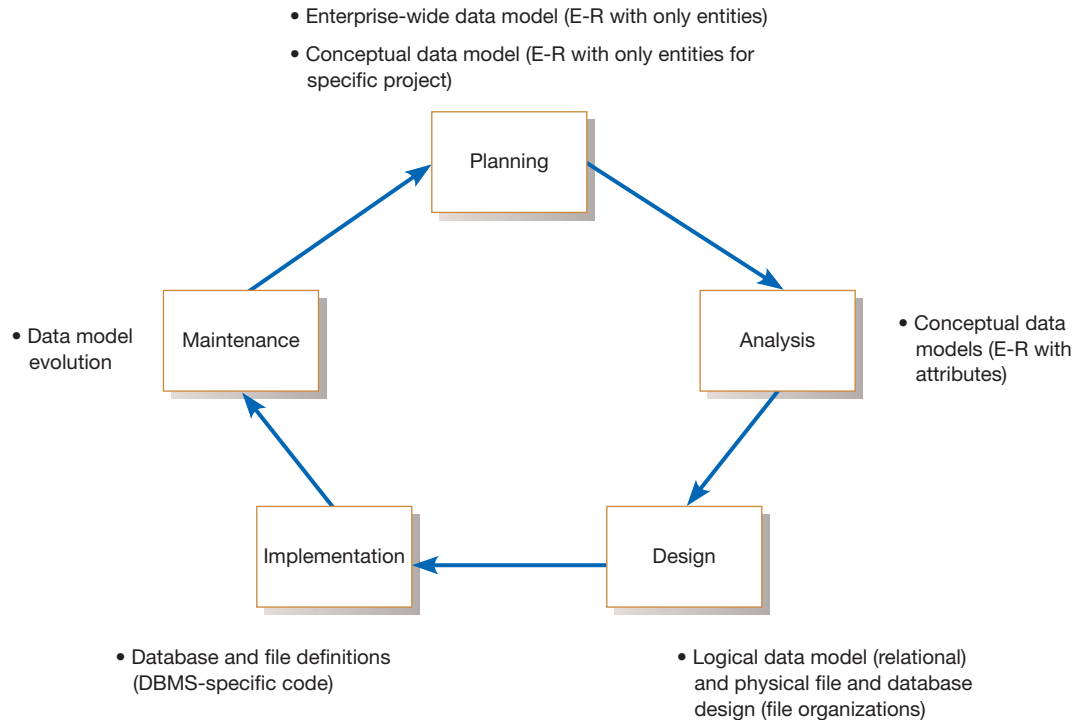 • Enterprise-wide data model (E-R with only entities)
• Conceptual data model (E-R with only entities for
specific project)
Planning
Maintenance
• Data model
evolution
Analysis
• Conceptual data
models (E-R with
attributes)
Implementation
Design
• Database and file definitions
(DBMS-specific code)
• Logical data model (relational)
and physical file and database
design (file organizations)